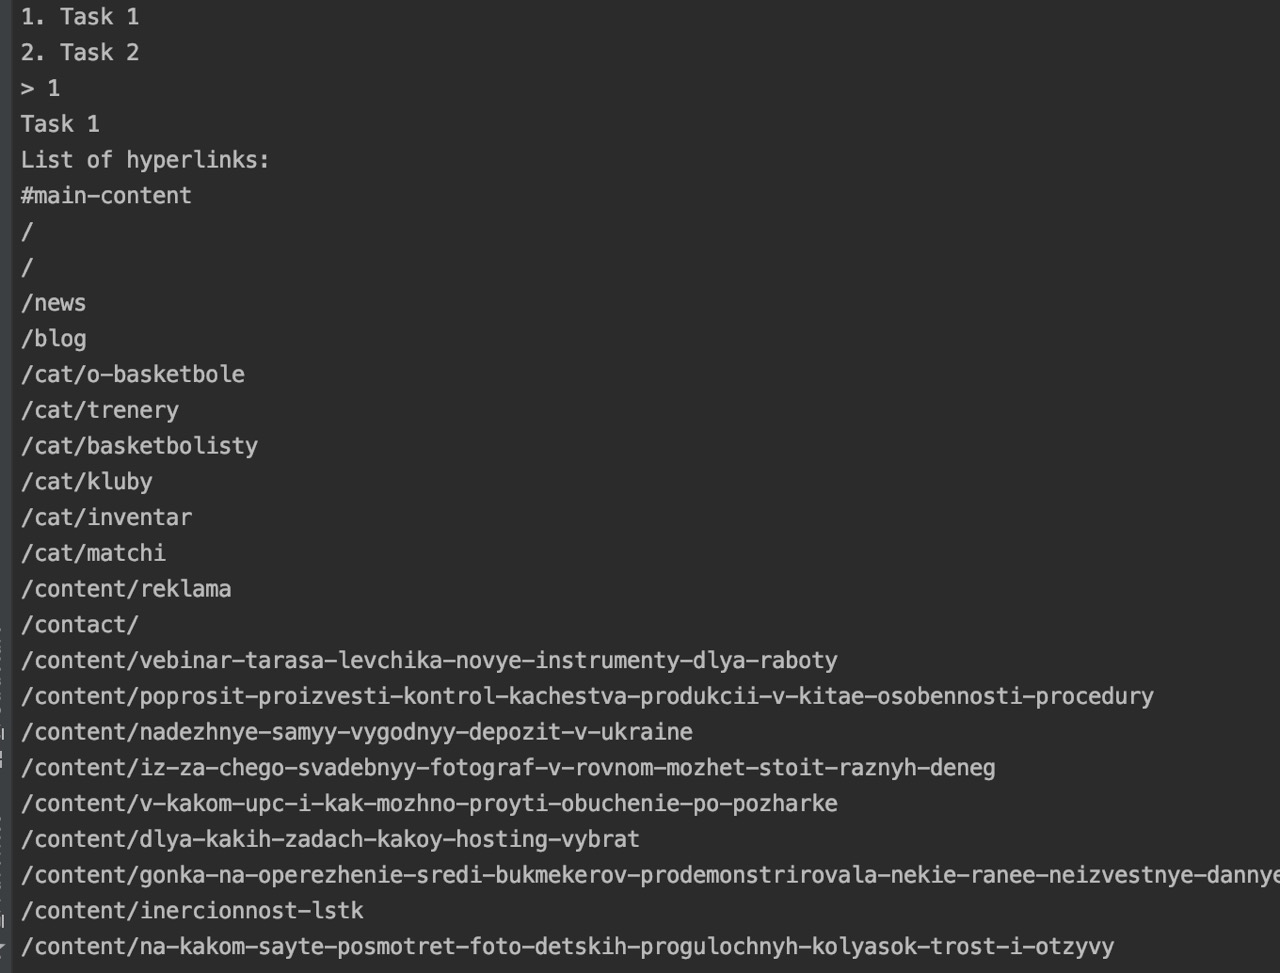 1. Task 1
2. Task 2
> 1
Task 1
List of hyperlinks:
#main-content
/
/
/news
/blog
/cat/o-basketbole
/cat/trenery
/cat/basketbolisty
/cat/kluby
/cat/inventar
/cat/matchi
/content/reklama
/contact/
/content/vebinar-tarasa-levchika-novye-instrumenty-dlya-raboty
/content/poprosit-proizvesti-kontrol-kachestva-produkcii-v-kitae-osobennosti-procedury
/content/nadezhnye-samyy-vygodnyy-depozit-v-ukraine
/content/iz-za-chego-svadebnyy-fotograf-v-rovnom-mozhet-stoit-raznyh-deneg
/content/v-kakom-upc-i-kak-mozhno-proyti-obuchenie-po-pozharke
/content/dlya-kakih-zadach-kakoy-hosting-vybrat
/content/gonka-na-operezhenie-sredi-bukmekerov-prodemonstrirovala-nekie-ranee-neizvestnye-dannye
/content/inercionnost-lstk
/content/na-kakom-sayte-posmotret-foto-detskih-progulochnyh-kolyasok-trost-i-otzyvy